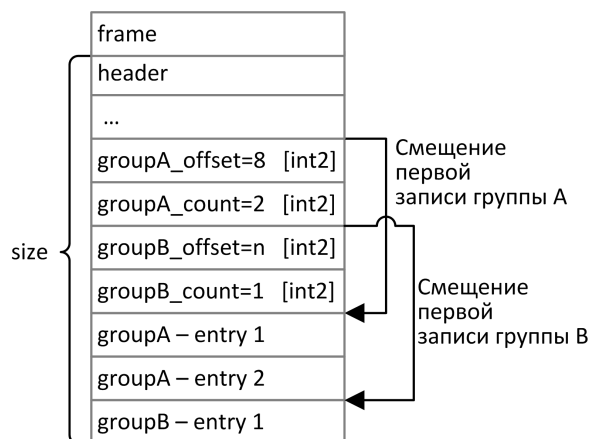 frame
header
...
groupA_offset=8 [int2]
groupA_count=2 [int2]
groupB_offset=n [int2]
groupB_count=1 [int2]
groupA – entry 1
groupA – entry 2
groupB – entry 1
size
Смещение
первой
записи группы A
Смещение
первой
записи группы B